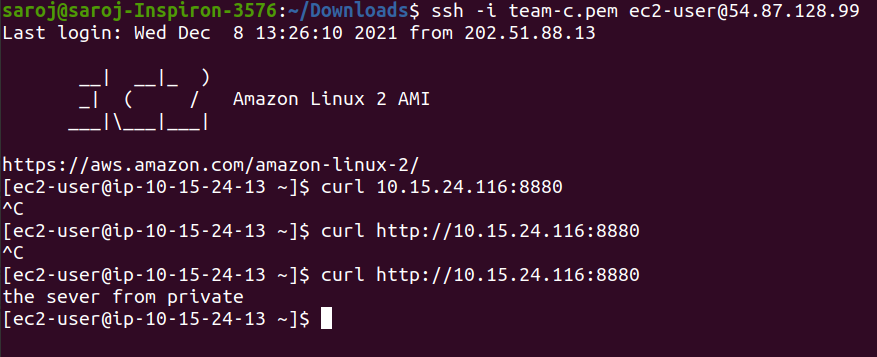 saroj@saroj-Inspiron-3576:~/Downloads$ ssh -i team-c.pem ec2-user@54.87.128.99
Last login: Wed Dec  8 13:26:10 2021 from 202.51.88.13
       __|  __|_  )
       _|  (     /   Amazon Linux 2 AMI
      ___|\___|___|
https://aws.amazon.com/amazon-linux-2/
[ec2-user@ip-10-15-24-13 ~]$ curl 10.15.24.116:8880
^C
[ec2-user@ip-10-15-24-13 ~]$ curl http://10.15.24.116:8880
^C
[ec2-user@ip-10-15-24-13 ~]$ curl http://10.15.24.116:8880
the sever from private
[ec2-user@ip-10-15-24-13 ~]$